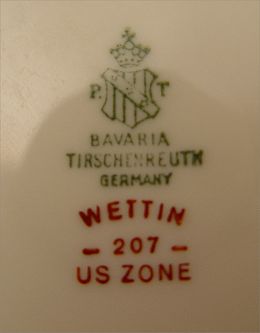 P. T
BAVARIA
TIRSCHENREUTH
GERMANY
WETTIN
- 207 -
US ZONE